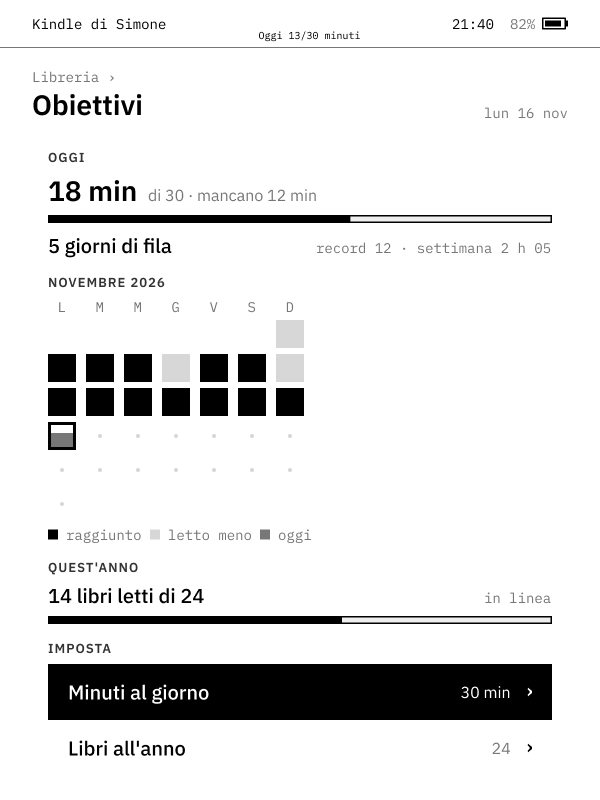 Kindle di Simone
Oggi 13/30 minuti
21:40 82%
Libreria ›
Obiettivi
lun 16 nov
OGGI
18 min di 30 · mancano 12 min
5 giorni di fila
record 12 · settimana 2 h 05
NOVEMBRE 2026
L M M G V S D
raggiunto letto meno oggi
QUEST'ANNO
14 libri letti di 24
in linea
IMPOSTA
Minuti al giorno 30 min ›
Libri all'anno 24 ›